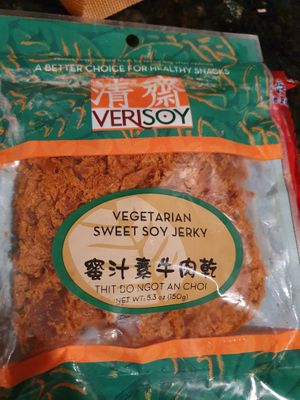 A BETTER CHOICE FOR HEALTHY SNACKS
清齋
VERISOY
VEGETARIAN
SWEET SOY JERKY
蜜汁素牛肉乾
THIT BO NGOT AN CHOI
NET WT: 5.3 oz (150g)